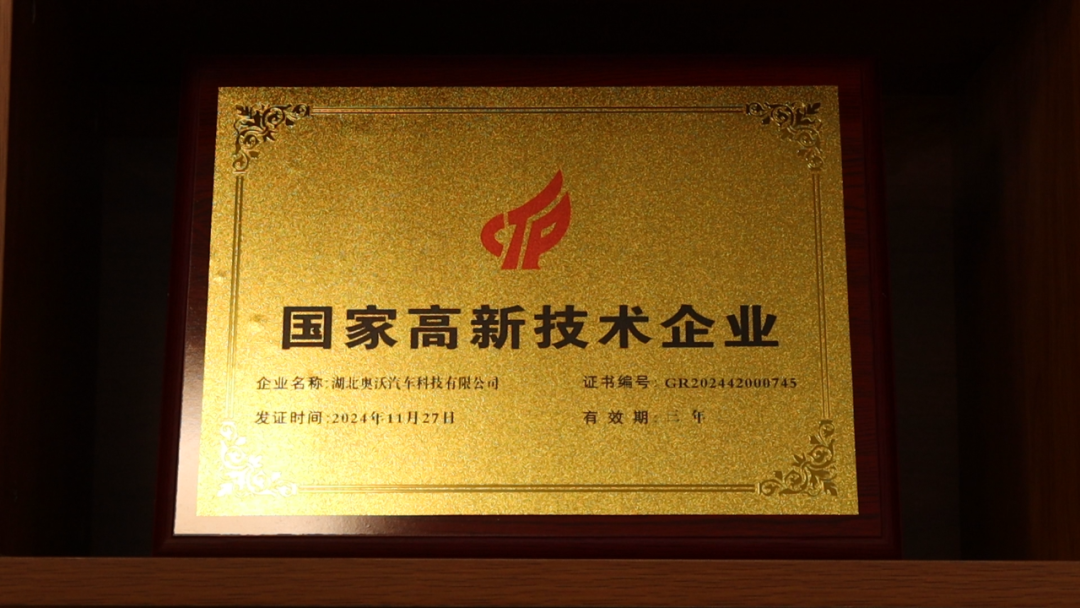 CTP
国家高新技术企业
企业名称:湖北奥沃汽车科技有限公司
证书编号: GR202442000745
发证时间:2024年11月27日
有 效 期: 三 年